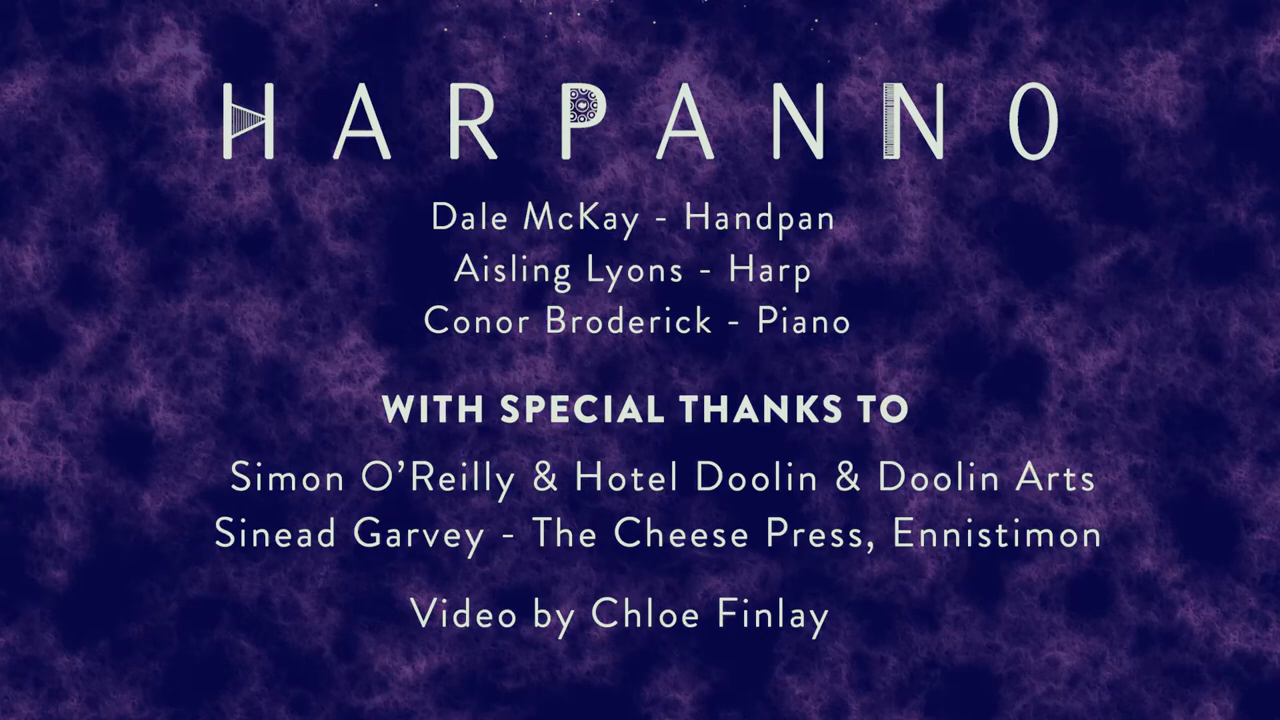 HARPANNO
Dale McKay - Handpan
Aisling Lyons - Harp
Conor Broderick - Piano
WITH SPECIAL THANKS TO
Simon O’Reilly & Hotel Doolin & Doolin Arts
Sinead Garvey - The Cheese Press, Ennistimon
Video by Chloe Finlay